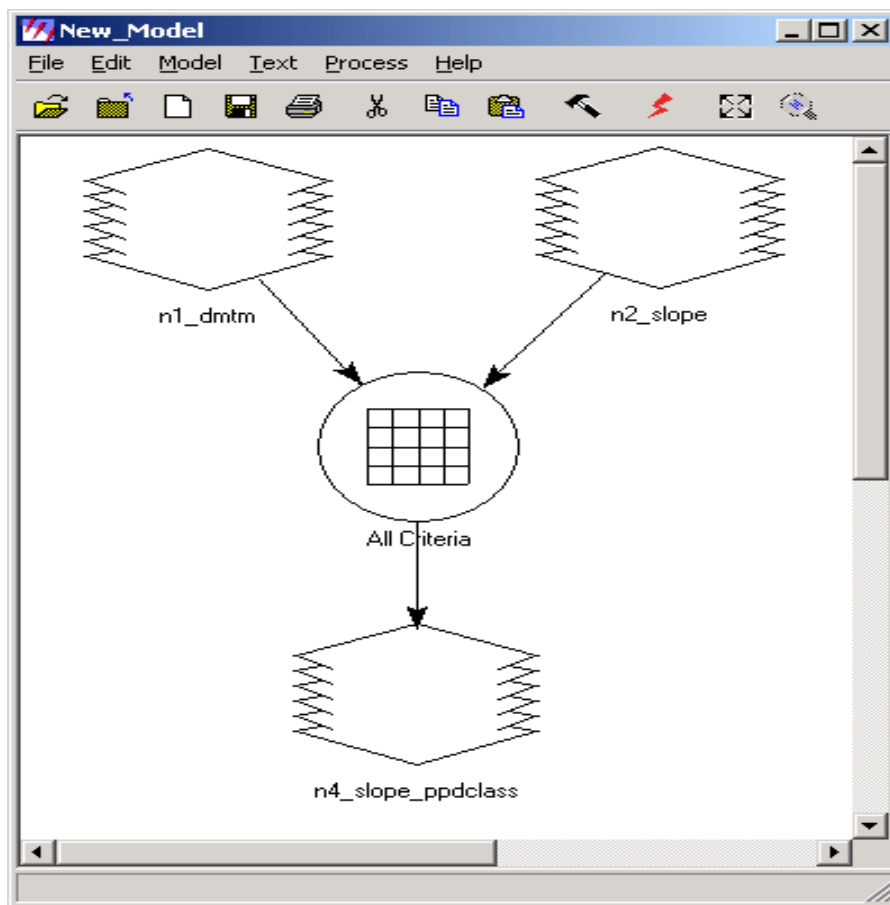 New_Model
File Edit Model Text Process Help
n1_dmtm
n2_slope
All Criteria
n4_slope_ppdclass